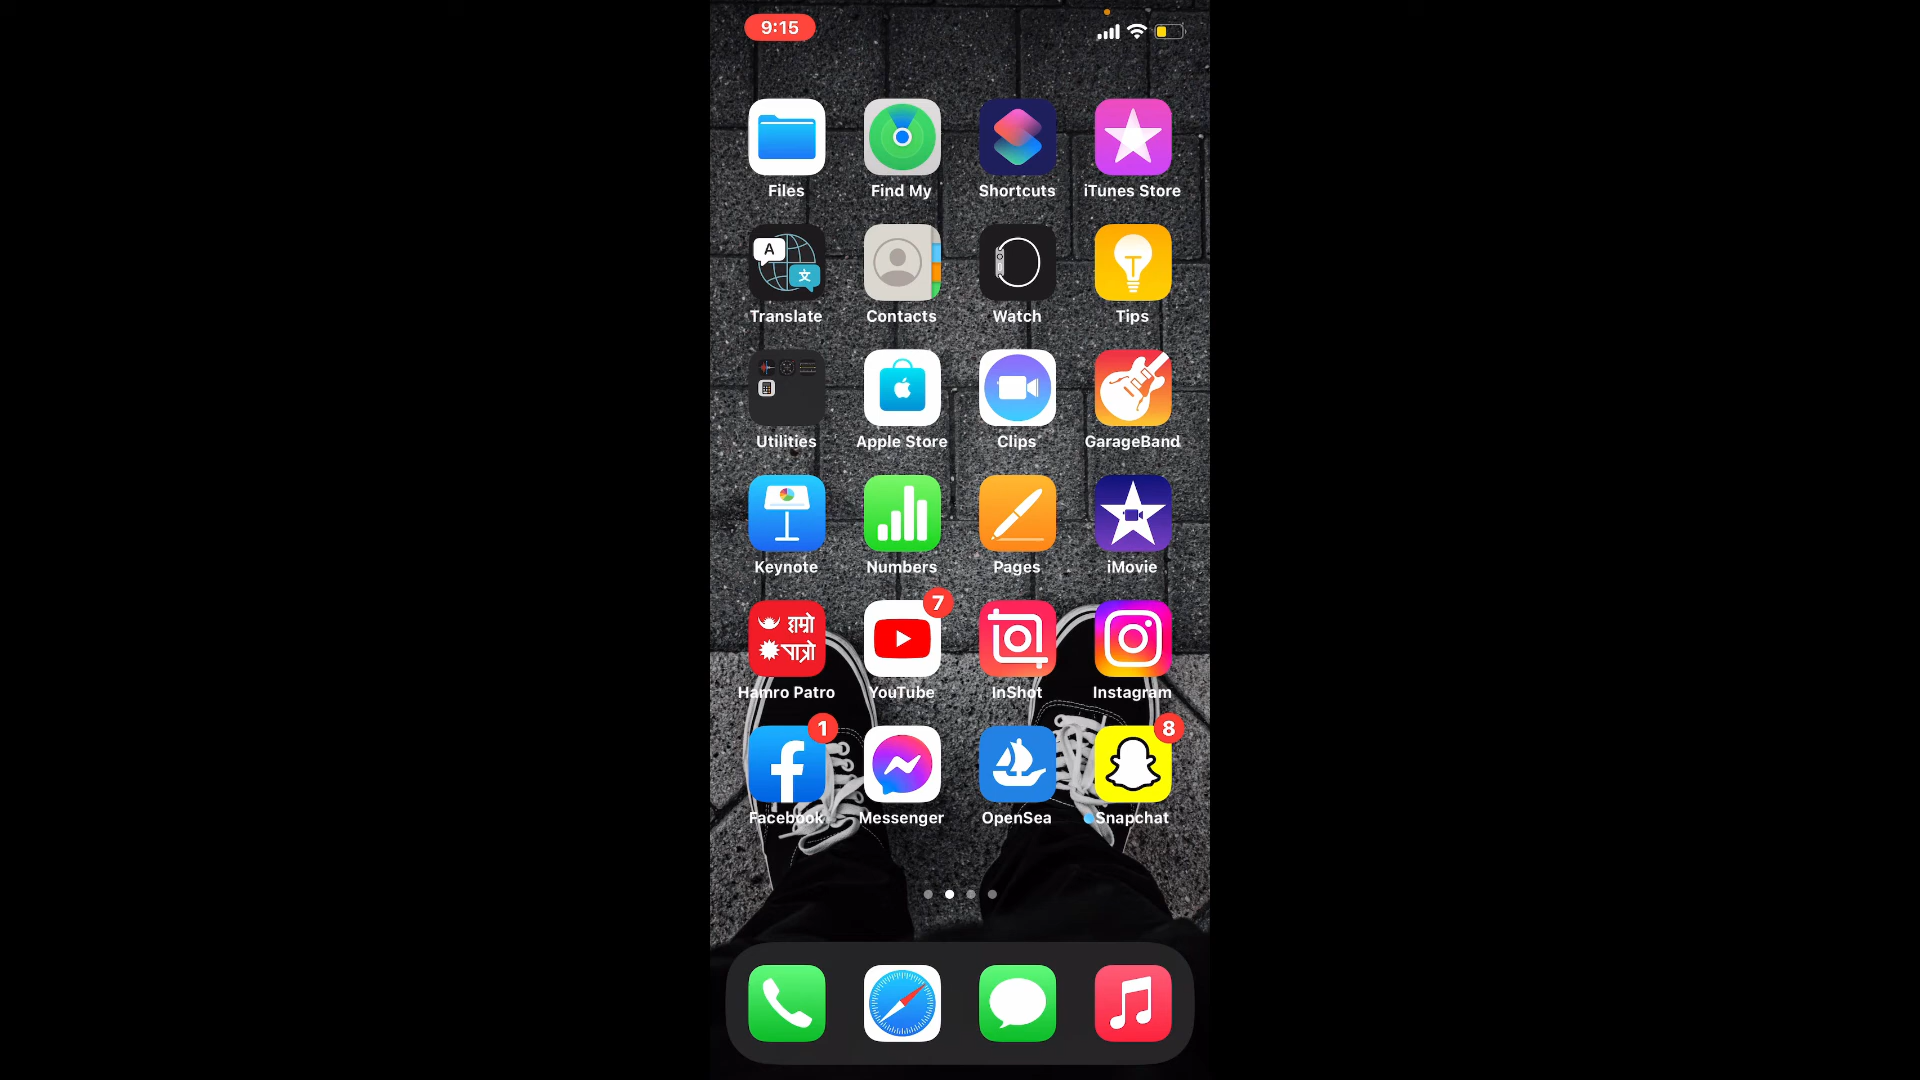 9:15
Files
Find My
Shortcuts
iTunes Store
A
文
Translate
Contacts
Watch
Tips
Utilities
Apple Store
Clips
GarageBand
Keynote
Numbers
Pages
iMovie
हाम्रो
पात्रो
7
Hamro Patro
YouTube
InShot
Instagram
1
8
Facebook
Messenger
OpenSea
Snapchat